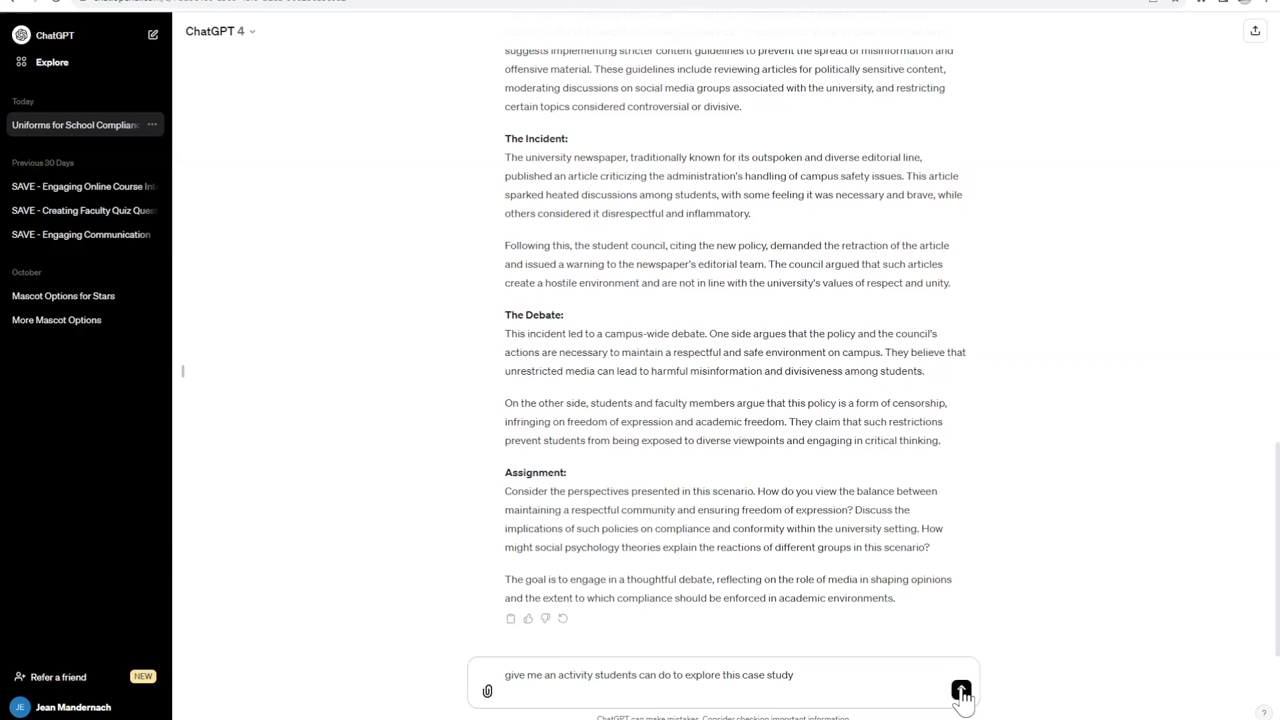 ChatGPT
Explore
Today
Uniforms for School Complianc
Previous 30 Days
SAVE - Engaging Online Course Int
SAVE - Creating Faculty Quiz Quest
SAVE - Engaging Communication
October
Mascot Options for Stars
More Mascot Options
Refer a friend
NEW
JE
Jean Mandernach
ChatGPT 4
suggests implementing stricter content guidelines to prevent the spread of misinformation and
offensive material. These guidelines include reviewing articles for politically sensitive content,
moderating discussions on social media groups associated with the university, and restricting
certain topics considered controversial or divisive.
The Incident:
The university newspaper, traditionally known for its outspoken and diverse editorial line,
published an article criticizing the administration's handling of campus safety issues. This article
sparked heated discussions among students, with some feeling it was necessary and brave, while
others considered it disrespectful and inflammatory.
Following this, the student council, citing the new policy, demanded the retraction of the article
and issued a warning to the newspaper's editorial team. The council argued that such articles
create a hostile environment and are not in line with the university's values of respect and unity.
The Debate:
This incident led to a campus-wide debate. One side argues that the policy and the council's
actions are necessary to maintain a respectful and safe environment on campus. They believe that
unrestricted media can lead to harmful misinformation and divisiveness among students.
On the other side, students and faculty members argue that this policy is a form of censorship,
infringing on freedom of expression and academic freedom. They claim that such restrictions
prevent students from being exposed to diverse viewpoints and engaging in critical thinking.
Assignment:
Consider the perspectives presented in this scenario. How do you view the balance between
maintaining a respectful community and ensuring freedom of expression? Discuss the
implications of such policies on compliance and conformity within the university setting. How
might social psychology theories explain the reactions of different groups in this scenario?
The goal is to engage in a thoughtful debate, reflecting on the role of media in shaping opinions
and the extent to which compliance should be enforced in academic environments.
give me an activity students can do to explore this case study
ChatGPT can make mistakes. Consider checking important information.
?